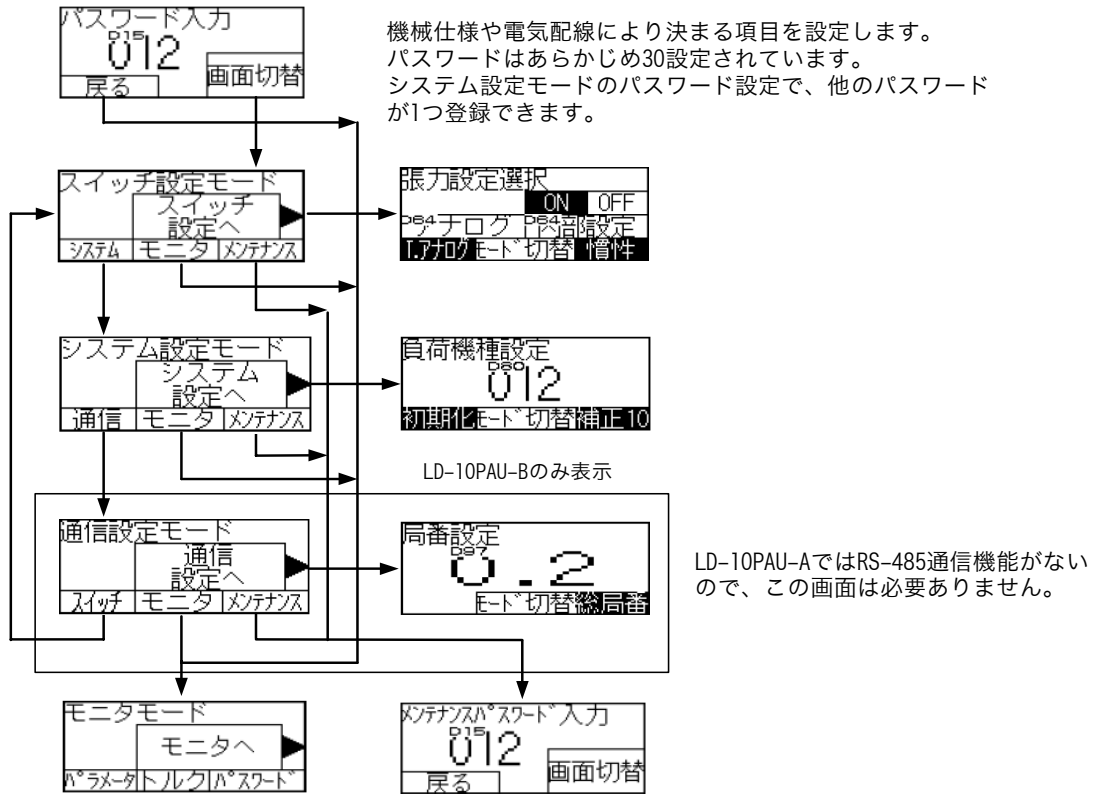 パスワード入力
D15
012
戻る
画面切替
機械仕様や電気配線により決まる項目を設定します。
パスワードはあらかじめ30設定されています。
システム設定モードのパスワード設定で、他のパスワード
が1つ登録できます。
スイッチ設定モード
スイッチ
設定へ
システム モニタ メンテナンス
張力設定選択
ON OFF
D64 アナログ D64 内部設定
T.アナログ モード切替 慣性
システム設定モード
システム
設定へ
通信 モニタ メンテナンス
負荷機種設定
D80
012
初期化 モード切替 補正10
LD-10PAU-Bのみ表示
通信設定モード
通信
設定へ
スイッチ モニタ メンテナンス
局番設定
D97
0.2
モード切替 総局番
LD-10PAU-AではRS-485通信機能がない
ので、この画面は必要ありません。
モニタモード
モニタへ
パラメータ トルク パスワード
メンテナンスパスワード入力
D15
012
戻る
画面切替